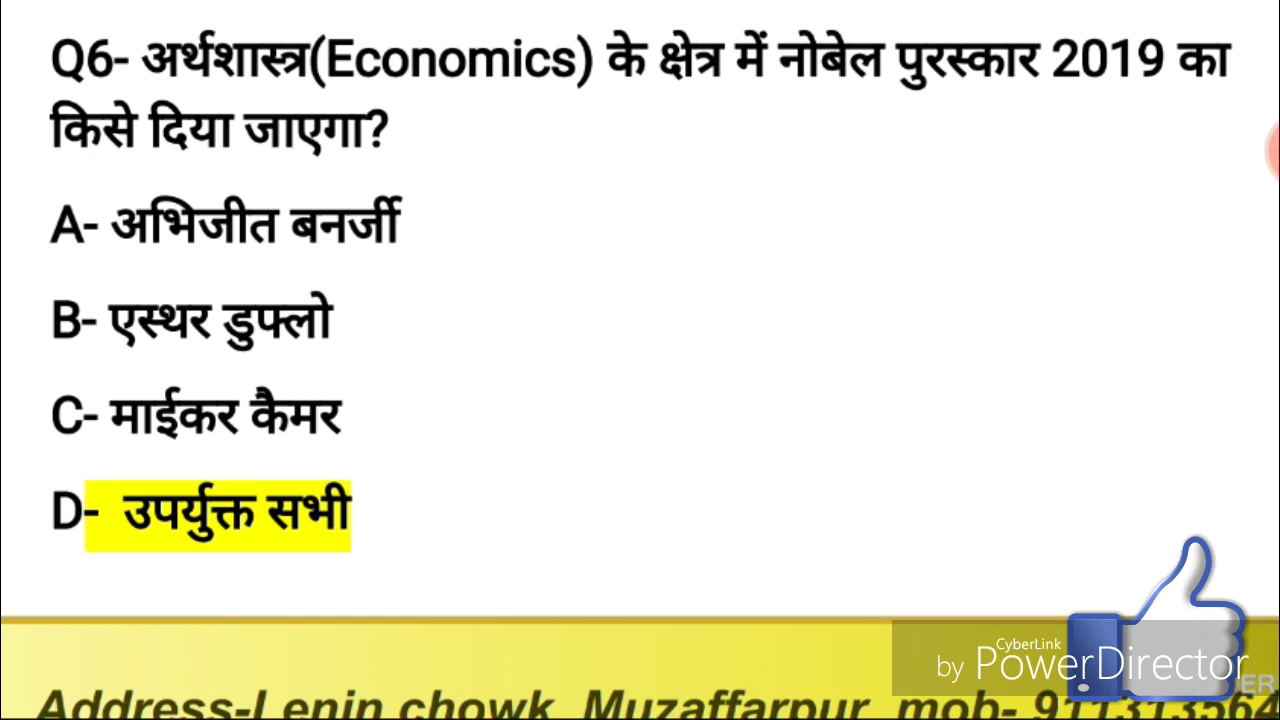 Q6- अर्थशास्त्र(Economics) के क्षेत्र में नोबेल पुरस्कार 2019 का
किसे दिया जाएगा?
A- अभिजीत बनर्जी
B- एस्थर डुफ्लो
C- माईकर कैमर
D- उपर्युक्त सभी
CyberLink
by PowerDirector
Address-Lenin chowk, Muzaffarpur, mob- 9113313564